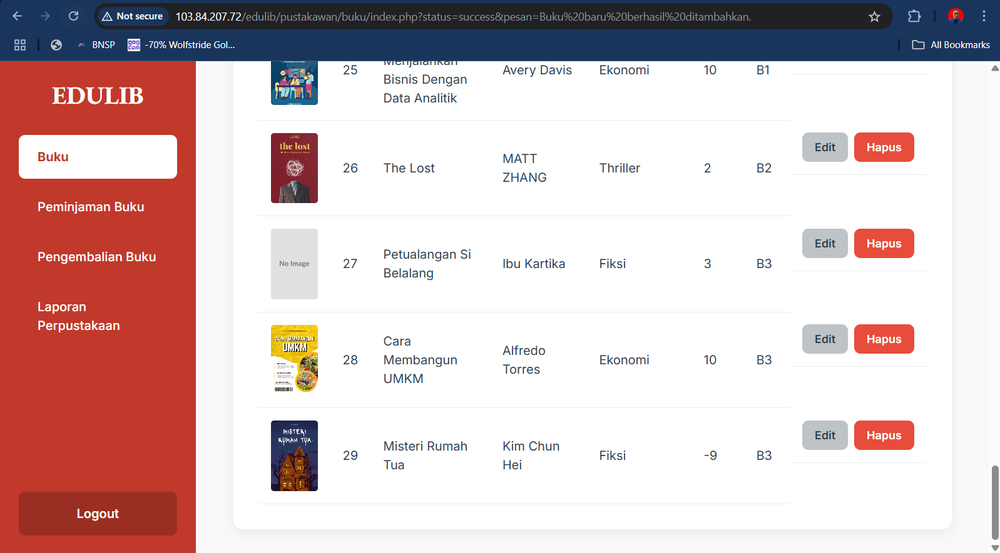 Not secure 103.84.207.72/edulib/pustakawan/buku/index.php?status=success&pesan=Buku%20baru%20berhasil%20ditambahkan.
BNSP
gog com -70% Wolfstride Gol...
All Bookmarks
EDULIB
Buku
Peminjaman Buku
Pengembalian Buku
Laporan
Perpustakaan
Logout
Menjalankan
25 Bisnis Dengan Avery Davis Ekonomi 10 B1
Data Analitik
the lost
26 The Lost MATT ZHANG Thriller 2 B2 Edit Hapus
No Image
27 Petualangan Si Belalang Ibu Kartika Fiksi 3 B3 Edit Hapus
CARA MEMBANGUN
UMKM
28 Cara Membangun UMKM Alfredo Torres Ekonomi 10 B3 Edit Hapus
MISTERI
RUMAH TUA
29 Misteri Rumah Tua Kim Chun Hei Fiksi -9 B3 Edit Hapus